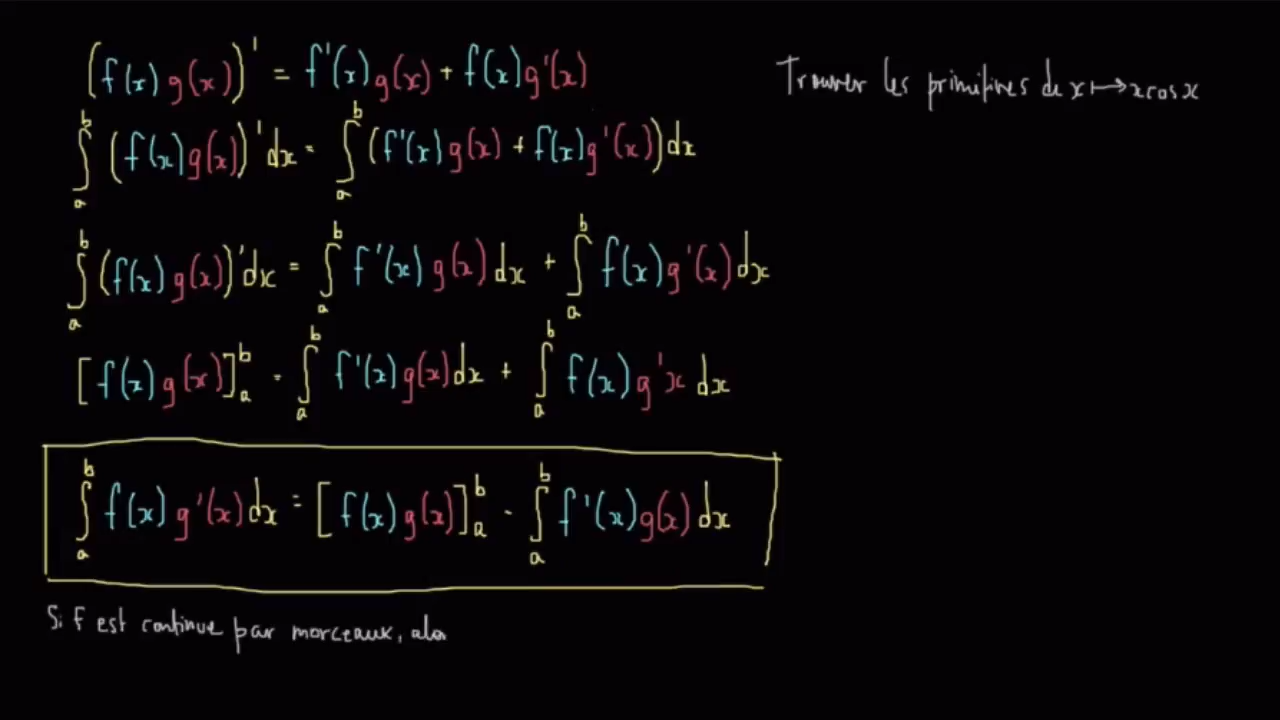 (f(x) g(x))' = f'(x) g(x) + f(x) g'(x)
∫_a^b (f(x) g(x))' dx = ∫_a^b (f'(x) g(x) + f(x) g'(x)) dx
∫_a^b (f(x) g(x))' dx = ∫_a^b f'(x) g(x) dx + ∫_a^b f(x) g'(x) dx
[f(x) g(x)]_a^b = ∫_a^b f'(x) g(x) dx + ∫_a^b f(x) g'x dx
∫_a^b f(x) g'(x) dx = [f(x) g(x)]_a^b - ∫_a^b f'(x) g(x) dx
Si f est continue par morceaux, alo
Trouver les primitives de x ↦ x cos x